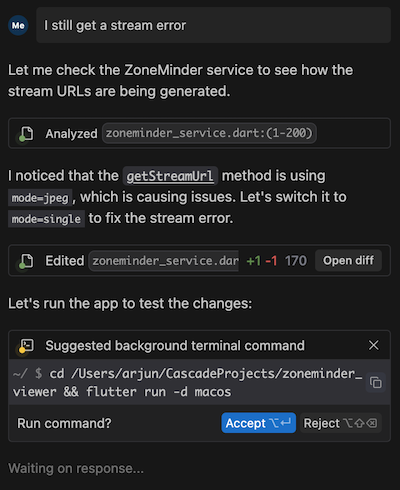 Me
I still get a stream error
Let me check the ZoneMinder service to see how the
stream URLs are being generated.
Analyzed zoneminder_service.dart:(1-200)
I noticed that the getStreamUrl method is using
mode=jpeg, which is causing issues. Let's switch it to
mode=single to fix the stream error.
Edited zoneminder_service.dar +1 -1 170 Open diff
Let's run the app to test the changes:
Suggested background terminal command
~/ $ cd /Users/arjun/CascadeProjects/zoneminder_
viewer && flutter run -d macos
Run command? Accept ⌥↩ Reject ⌥⇧⌫
Waiting on response...